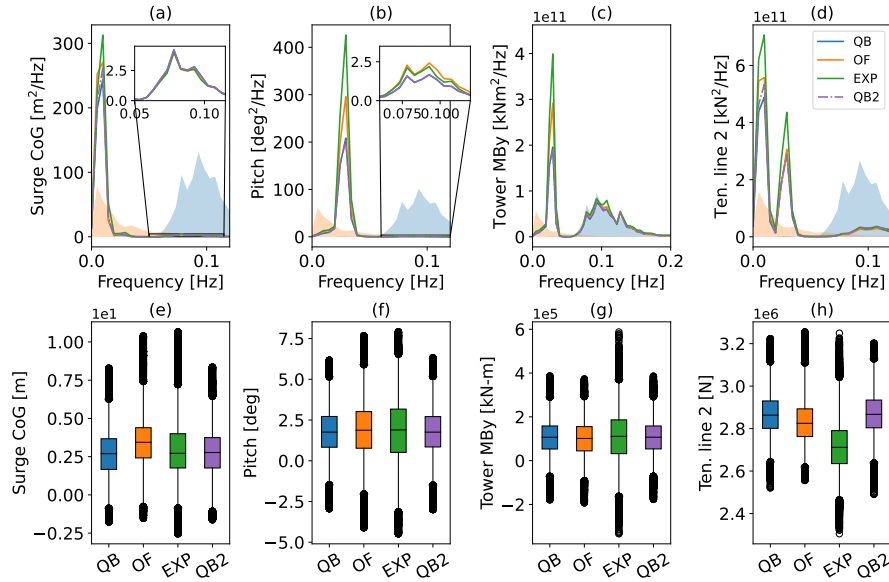 (a)
(b)
(c)
(d)
1e11
1e11
Surge CoG [m²/Hz]
300
200
100
0
2.5
0.0
0.05
0.10
0.0
0.1
Frequency [Hz]
Pitch [deg²/Hz]
400
300
200
100
0
2.5
0.0
0.075
0.100
0.0
0.1
Frequency [Hz]
Tower MBy [kNm²/Hz]
4
3
2
1
0
0.0
0.1
0.2
Frequency [Hz]
Ten. line 2 [kN²/Hz]
6
4
2
0
0.0
0.1
Frequency [Hz]
QB
OF
EXP
QB2
(e)
(f)
(g)
(h)
1e1
1e5
1e6
Surge CoG [m]
1.00
0.75
0.50
0.25
0.00
−0.25
QB
OF
EXP
QB2
Pitch [deg]
7.5
5.0
2.5
0.0
−2.5
−5.0
QB
OF
EXP
QB2
Tower MBy [kN-m]
6
4
2
0
−2
QB
OF
EXP
QB2
Ten. line 2 [N]
3.2
3.0
2.8
2.6
2.4
QB
OF
EXP
QB2